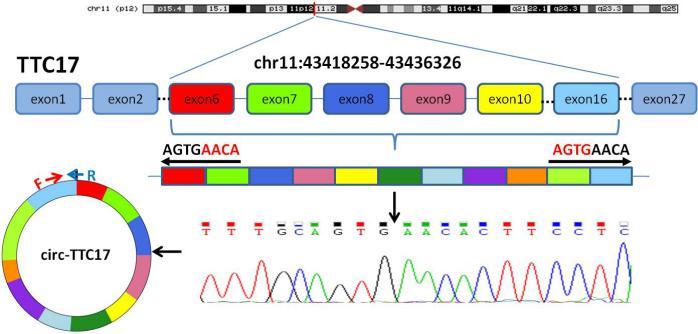 chr11 (p12) p15.4 15.1 p13 11p12 11.2 13.4 11q14.1 q21 22.1 q22.3 q23.3 q25
TTC17 chr11:43418258-43436326
exon1 exon2 exon6 exon7 exon8 exon9 exon10 exon16 exon27
AGTGAACA AGTGAACA
F R
circ-TTC17
T T T G C A G T G A A C A C T T C C T C